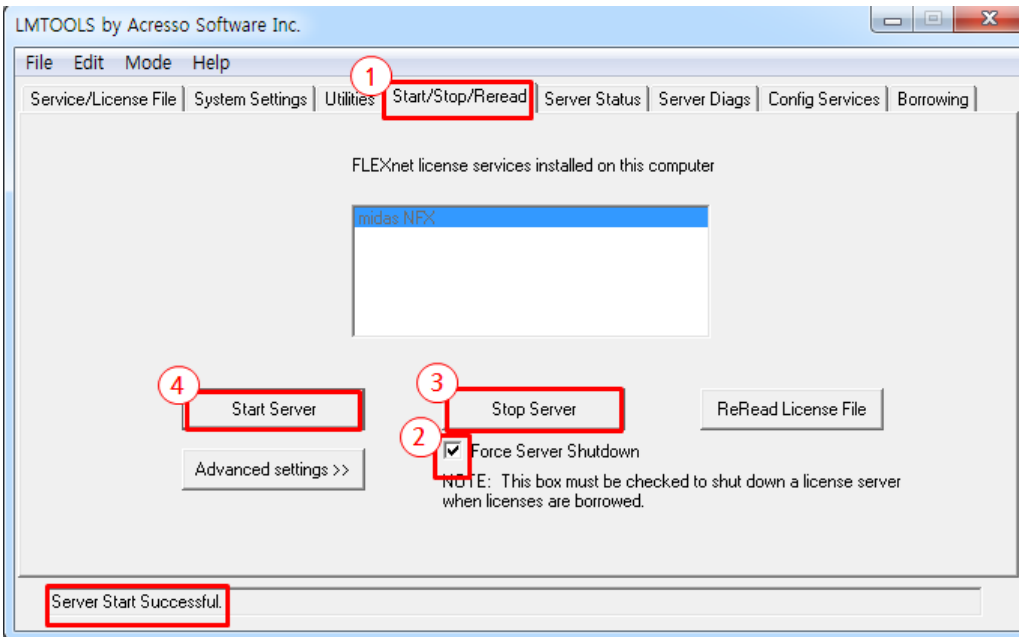 LMTOOLS by Acresso Software Inc.
File Edit Mode Help
1
Service/License File System Settings Utilities Start/Stop/Reread Server Status Server Diags Config Services Borrowing
FLEXnet license services installed on this computer
midas NFX
4
3
Start Server Stop Server ReRead License File
2
Force Server Shutdown
Advanced settings >>
NOTE: This box must be checked to shut down a license server
when licenses are borrowed.
Server Start Successful.